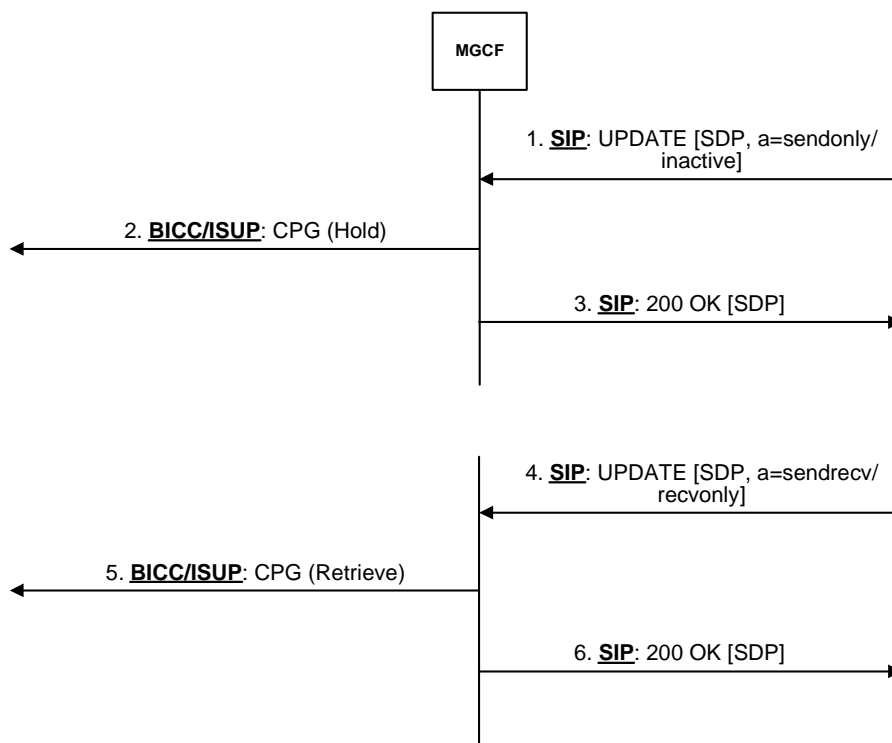 MGCF
1. SIP: UPDATE [SDP, a=sendonly/
inactive]
2. BICC/ISUP: CPG (Hold)
3. SIP: 200 OK [SDP]
4. SIP: UPDATE [SDP, a=sendrecv/
recvonly]
5. BICC/ISUP: CPG (Retrieve)
6. SIP: 200 OK [SDP]